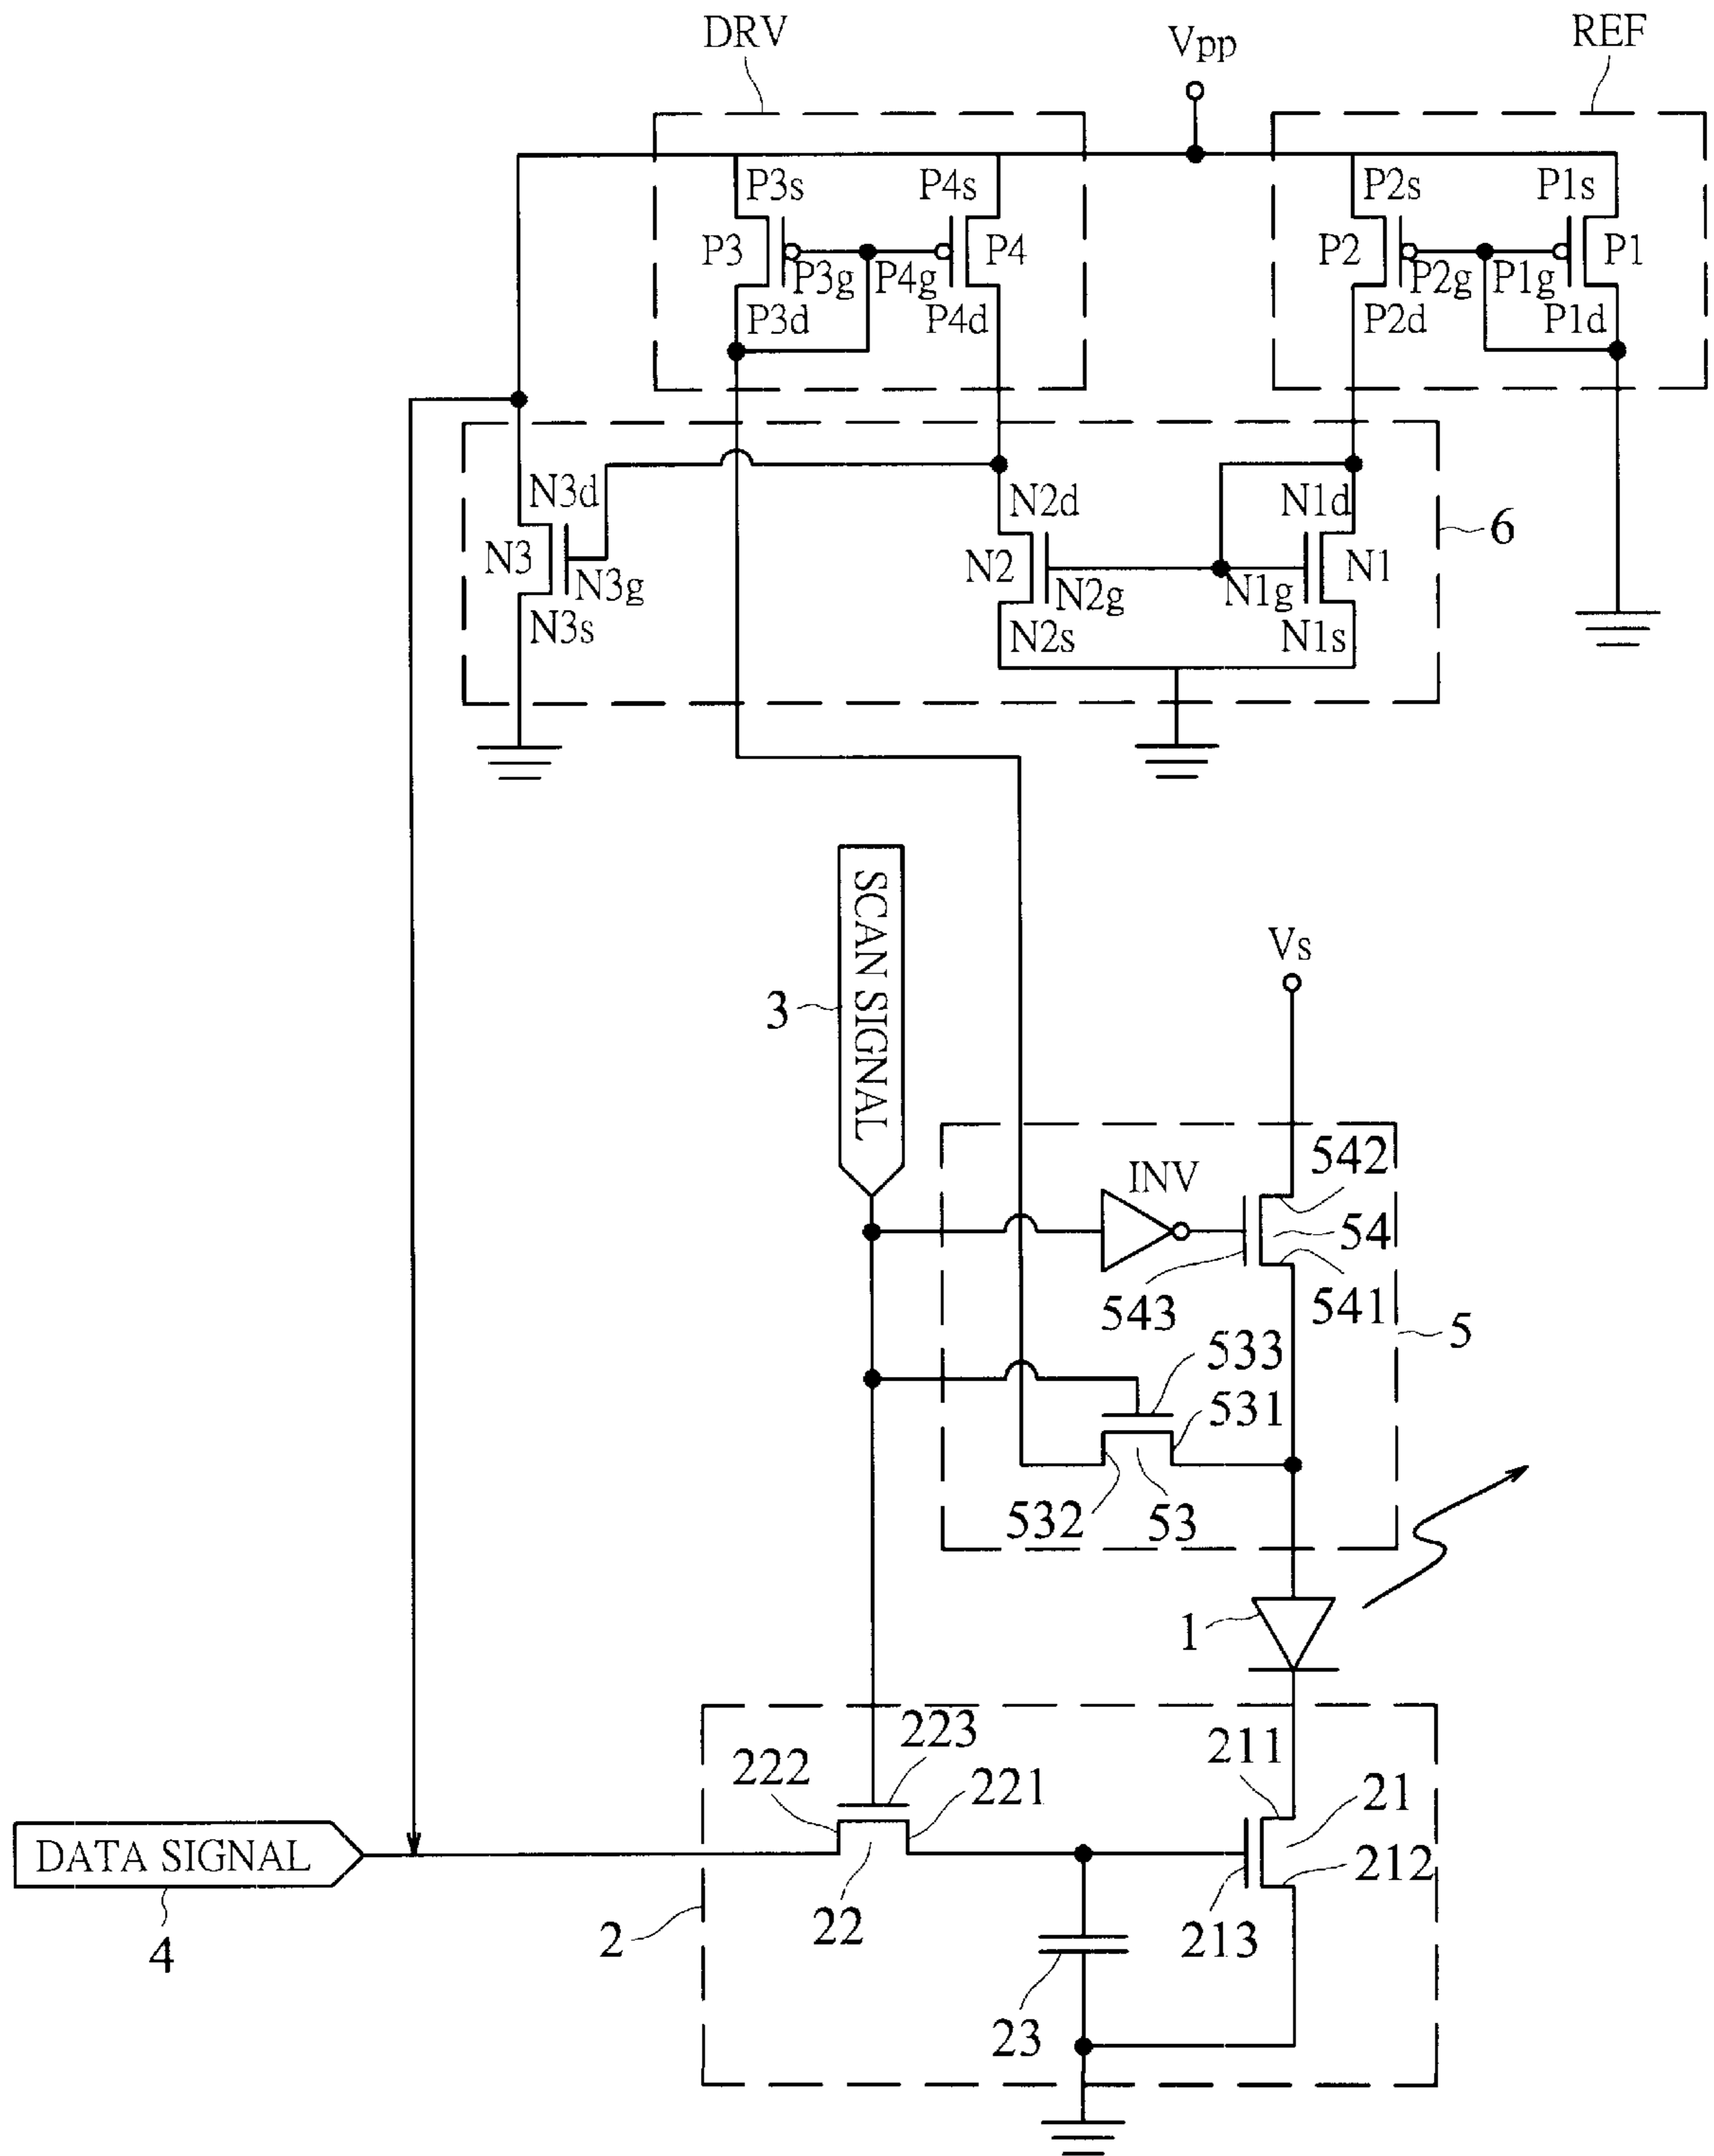 DRV
Vpp
REF
P3s
P4s
P2s
P1s
P3
P4
P2
P1
P3g
P4g
P2g
P1g
P3d
P4d
P2d
P1d
N3d
N2d
N1d
6
N3
N2
N1
N3g
N2g
N1g
N3s
N2s
N1s
SCAN SIGNAL
3
Vs
INV
542
54
543
541
5
533
531
532
53
1
223
222
221
211
21
DATA SIGNAL
212
22
213
2
4
23